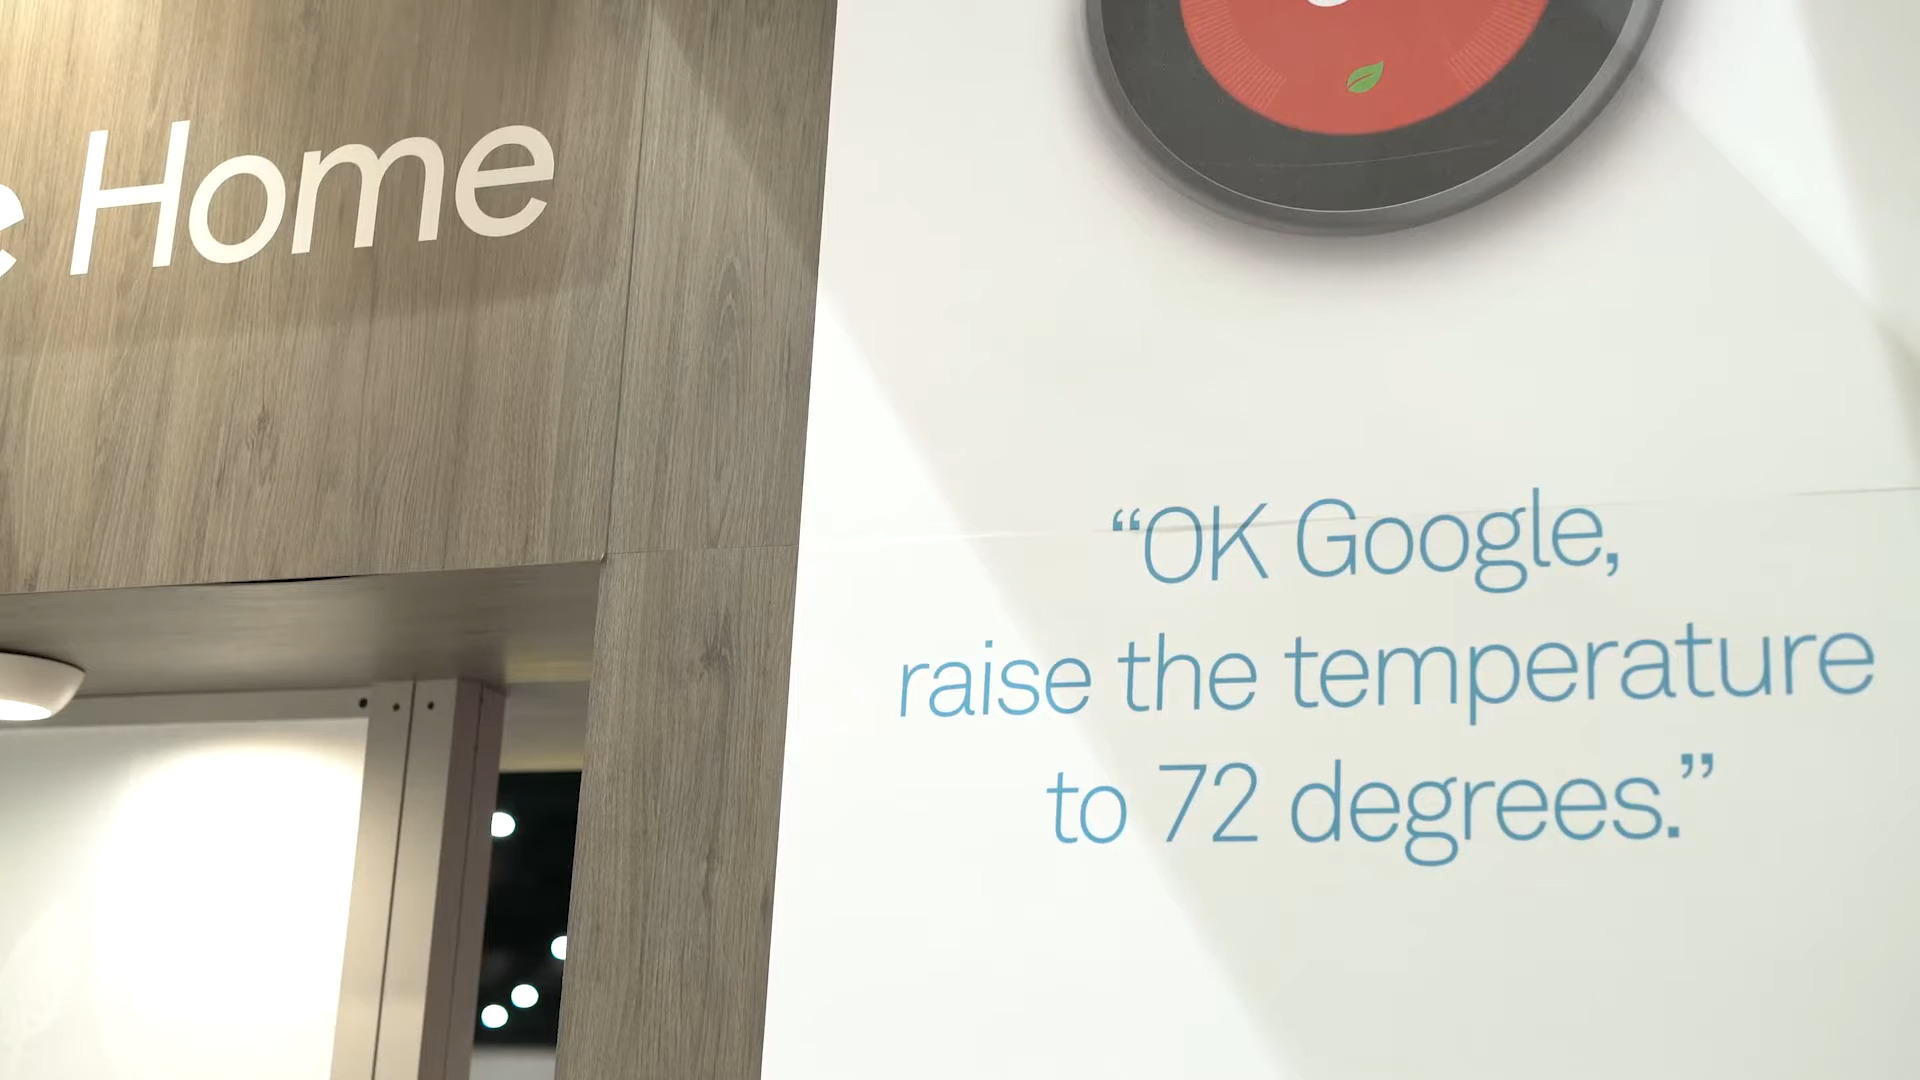 Home
“OK Google,
raise the temperature
to 72 degrees.”